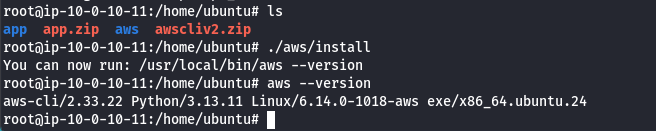 root@ip-10-0-10-11:/home/ubuntu# ls
app app.zip aws awscliv2.zip
root@ip-10-0-10-11:/home/ubuntu# ./aws/install
You can now run: /usr/local/bin/aws --version
root@ip-10-0-10-11:/home/ubuntu# aws --version
aws-cli/2.33.22 Python/3.13.11 Linux/6.14.0-1018-aws exe/x86_64.ubuntu.24
root@ip-10-0-10-11:/home/ubuntu#